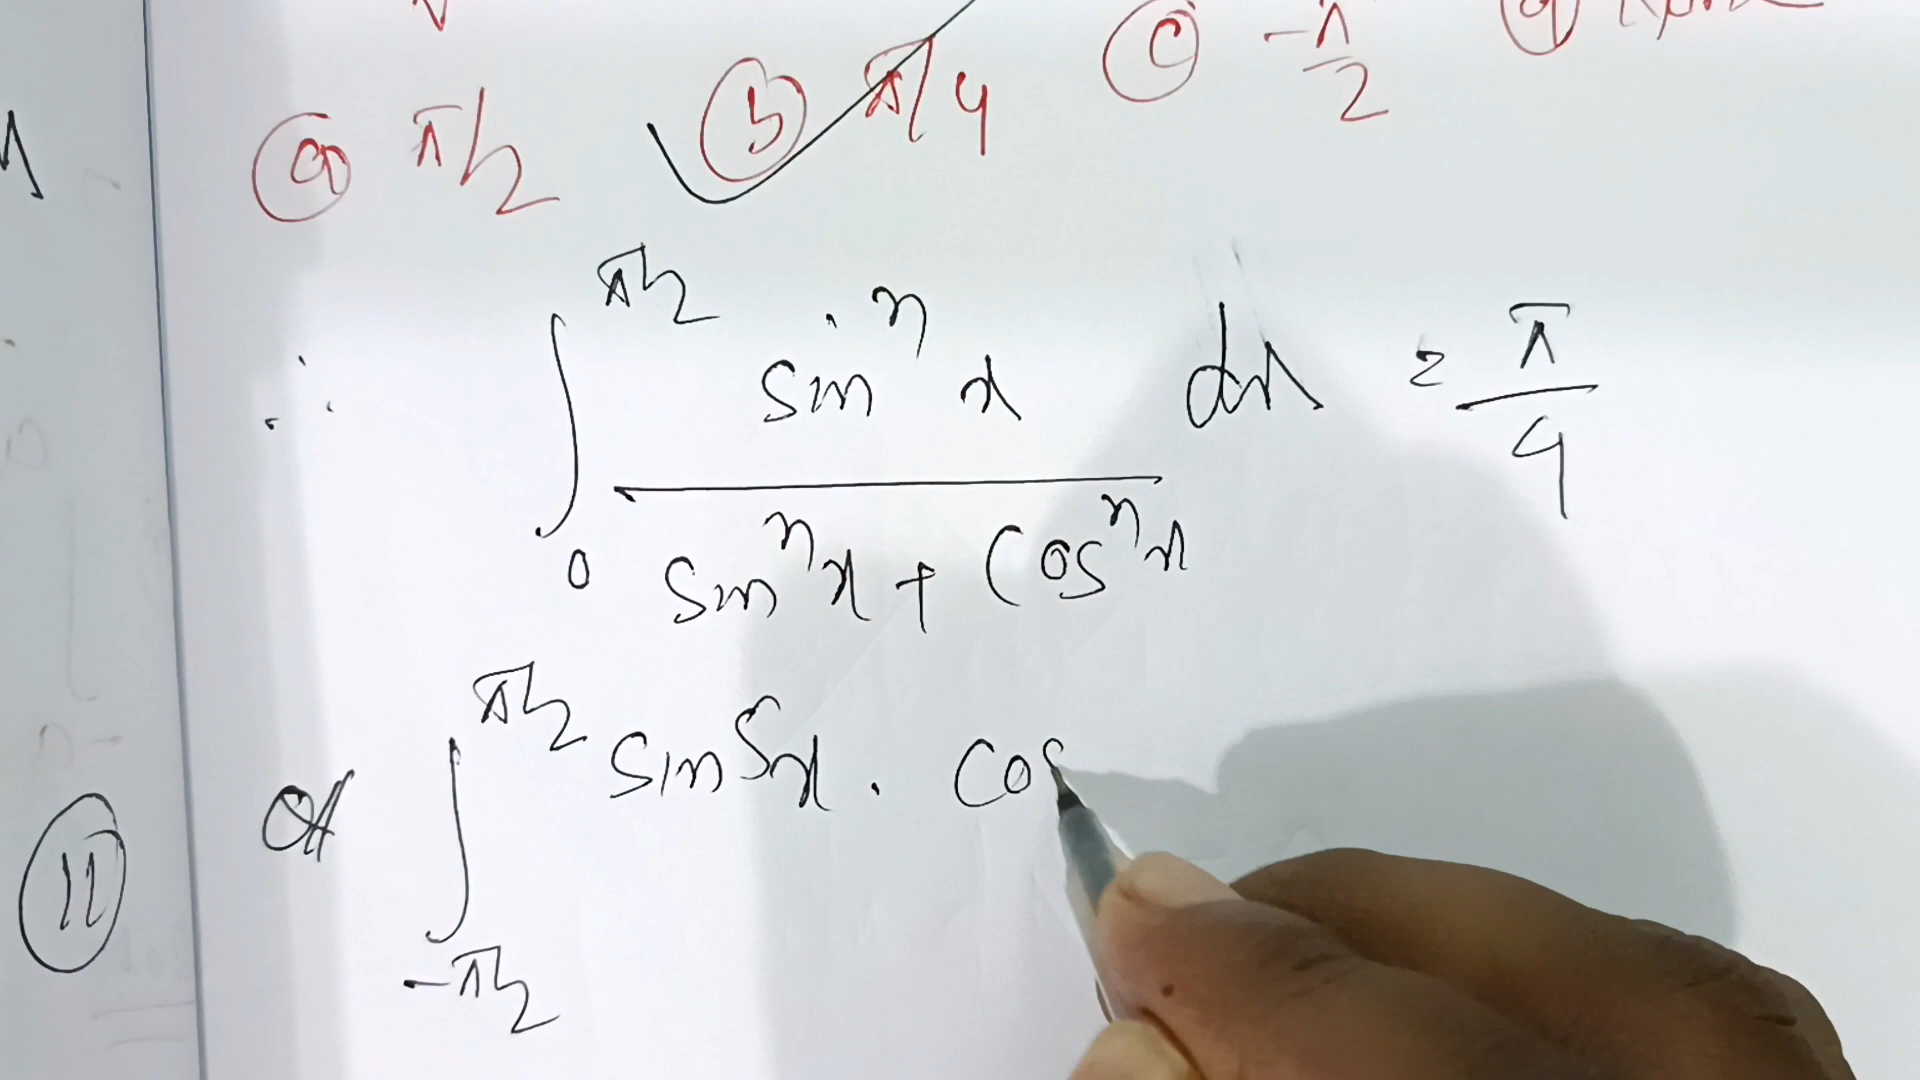 (a) π/2 (b) π/4 (c) -π/2 (d)
∴ ∫₀^{π/2} sinⁿx / (sinⁿx + cosⁿx) dx = π/4
(11) ∫_{-π/2}^{π/2} sin⁵x . cos